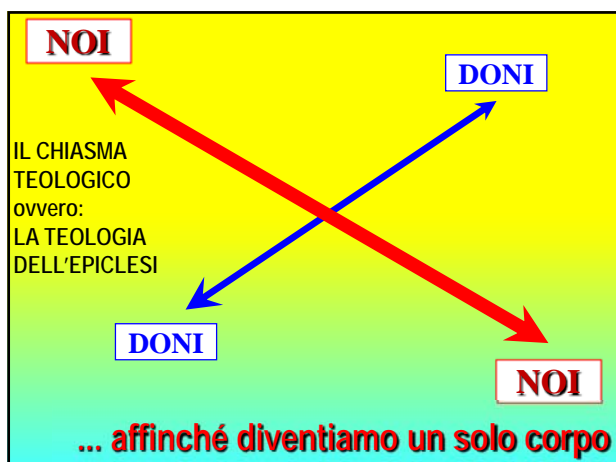 NOI
DONI
IL CHIASMA
TEOLOGICO
ovvero:
LA TEOLOGIA
DELL'EPICLESI
DONI
NOI
... affinché diventiamo un solo corpo